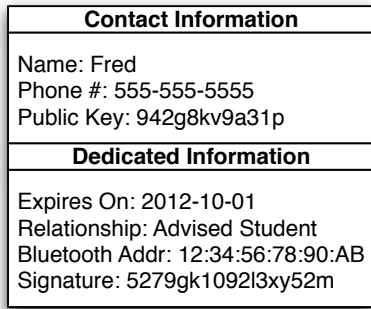 Contact Information
Name: Fred
Phone #: 555-555-5555
Public Key: 942g8kv9a31p
Dedicated Information
Expires On: 2012-10-01
Relationship: Advised Student
Bluetooth Addr: 12:34:56:78:90:AB
Signature: 5279gk1092l3xy52m